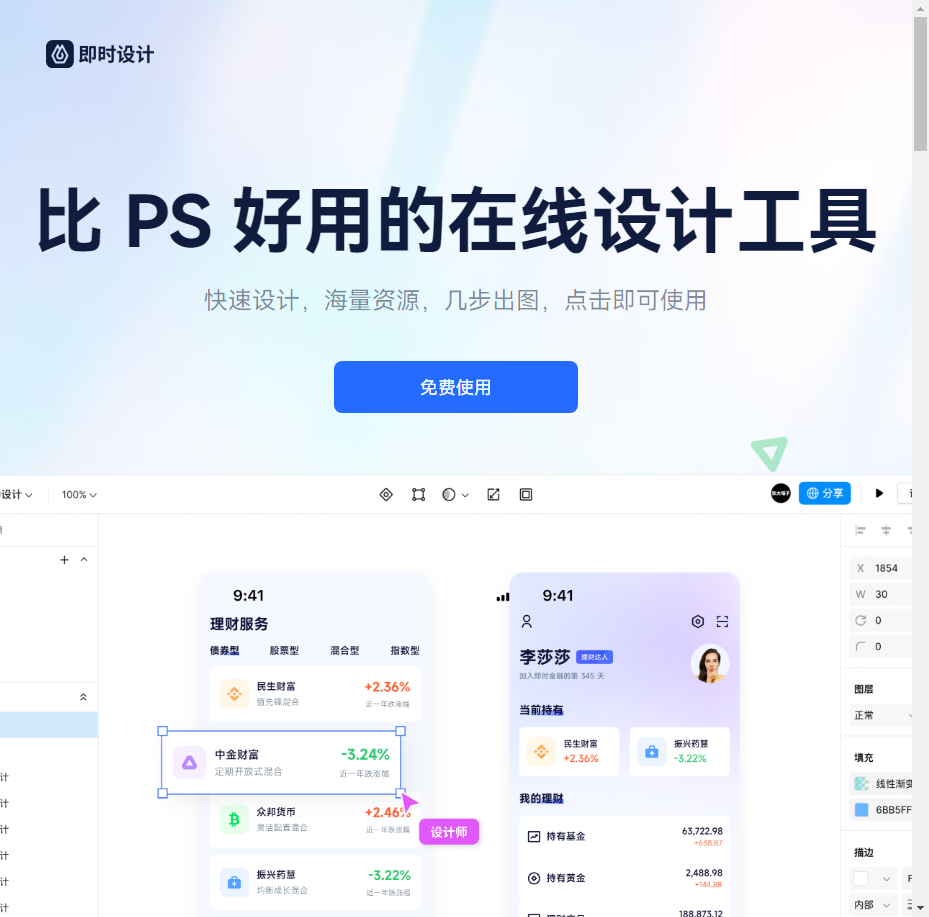 即时设计
比 PS 好用的在线设计工具
快速设计，海量资源，几步出图，点击即可使用
免费使用
设计
100%
分享
X 1854
W 30
0
0
图层
正常
填充
线性渐变
6BB5FF
描边
内部
计
计
计
计
计
计
9:41
理财服务
债券型 股票型 混合型 指数型
民生财富 +2.36%
值先锋混合 近一年跌涨幅
中金财富 -3.24%
定期开放式混合 近一年跌涨幅
众邦货币 +2.46%
灵活配置混合 近一年跌涨幅
设计师
振兴药慧 -3.22%
均衡成长混合 近一年跌涨幅
9:41
李莎莎 理财达人
加入即时金融的第 345 天
当前持有
民生财富 振兴药慧
+2.36% -3.22%
我的理财
持有基金 63,722.98
+638.87
持有黄金 2,488.98
+144.88
188,873.12